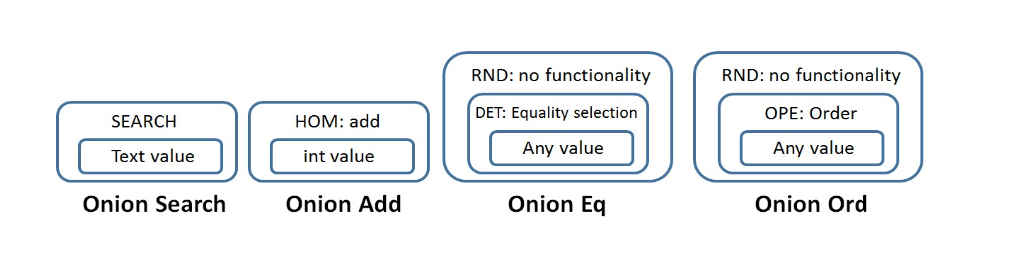 SEARCH
Text value
Onion Search
HOM: add
int value
Onion Add
RND: no functionality
DET: Equality selection
Any value
Onion Eq
RND: no functionality
OPE: Order
Any value
Onion Ord